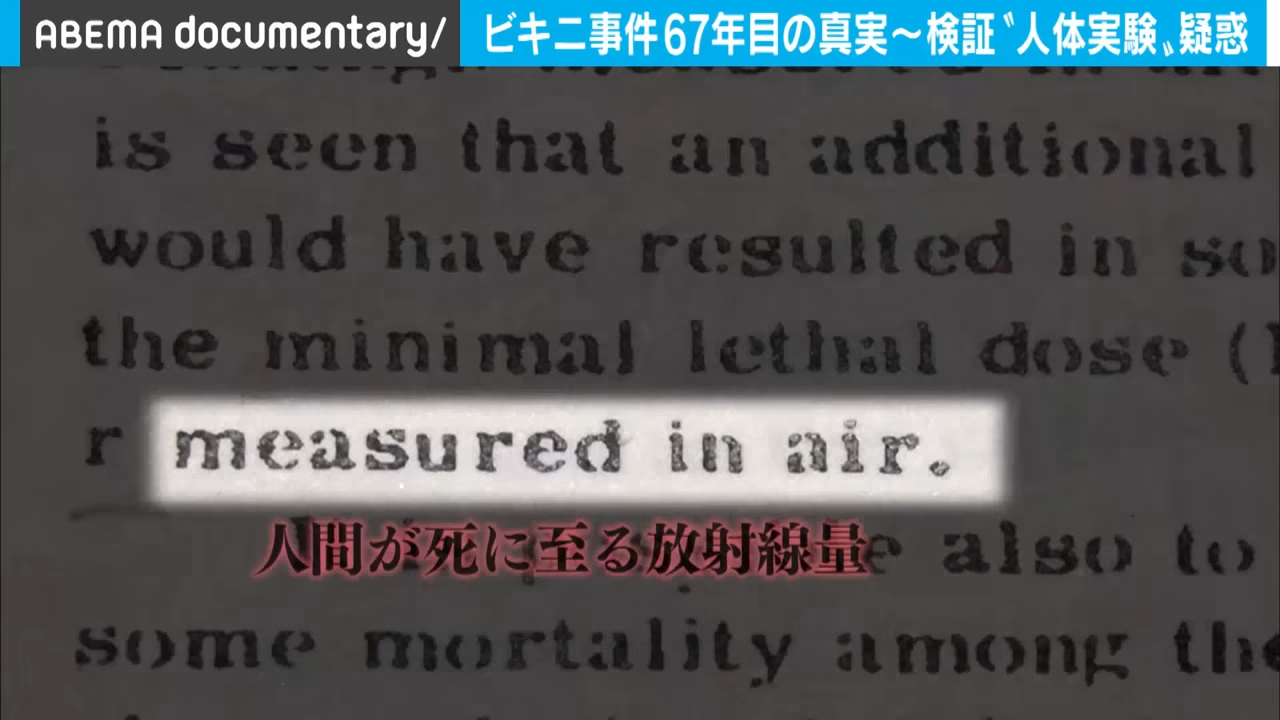 ABEMA documentary/ ビキニ事件67年目の真実～検証〝人体実験〟疑惑
is seen that an additional
would have resulted in so
the minimal lethal dose (
r measured in air.
人間が死に至る放射線量
also to
some mortality among the